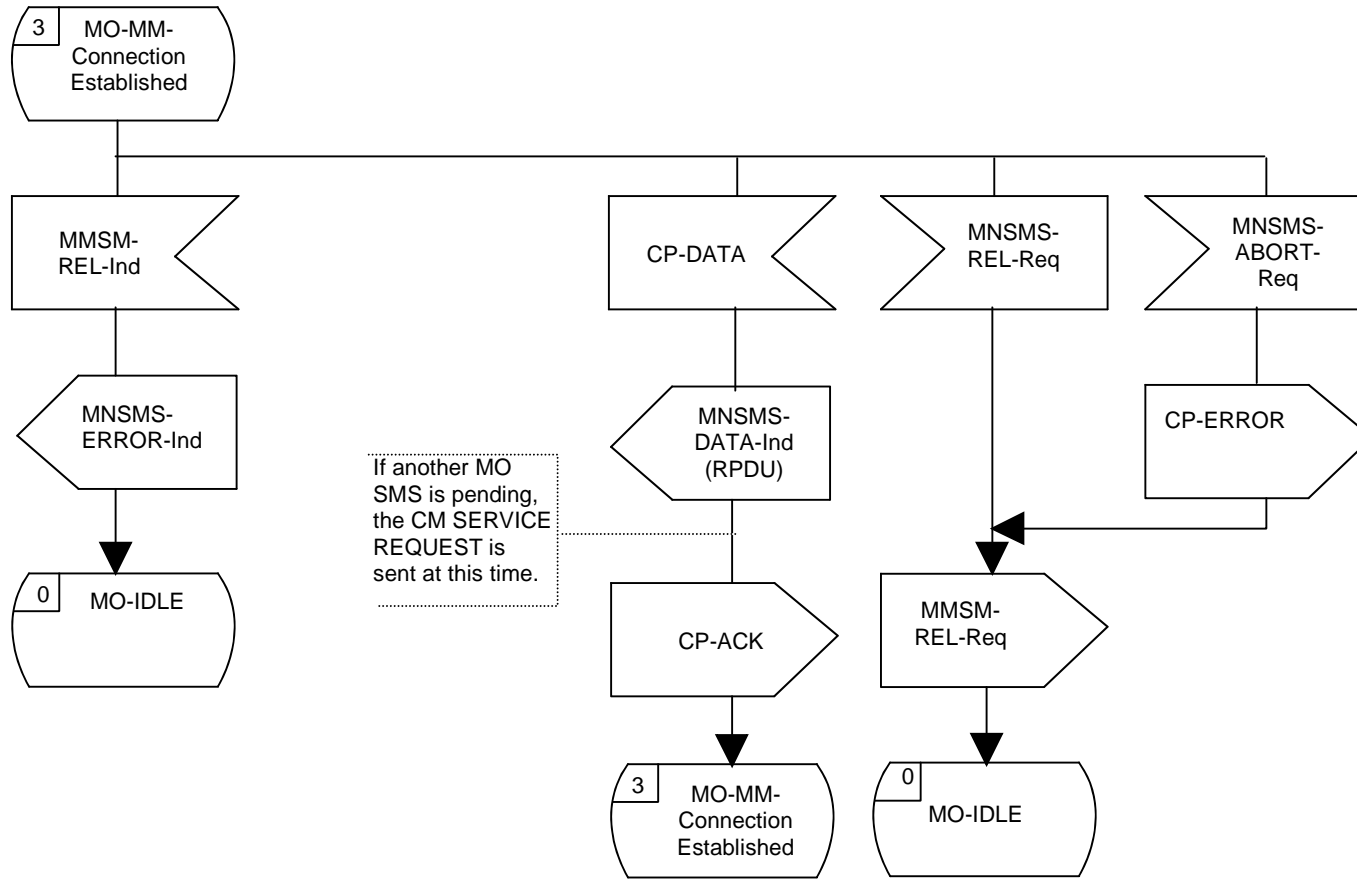 3
MO-MM-
Connection
Established
MMSM-
REL-Ind
CP-DATA
MNSMS-
REL-Req
MNSMS-
ABORT-
Req
MNSMS-
ERROR-Ind
MNSMS-
DATA-Ind
(RPDU)
CP-ERROR
If another MO
SMS is pending,
the CM SERVICE
REQUEST is
sent at this time.
0
MO-IDLE
CP-ACK
MMSM-
REL-Req
3
MO-MM-
Connection
Established
0
MO-IDLE